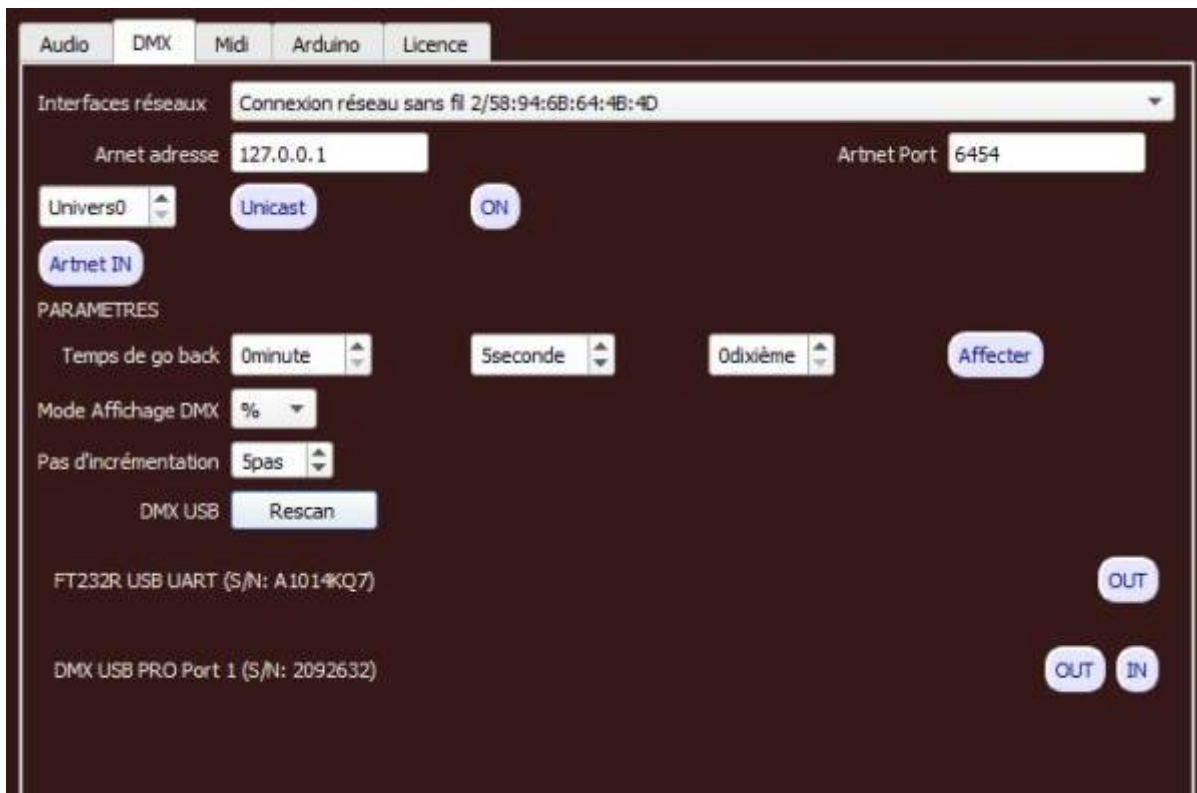 Audio DMX Midi Arduino Licence
Interfaces réseaux Connexion réseau sans fil 2/58:94:6B:64:4B:4D
Arnet adresse 127.0.0.1 Artnet Port 6454
Univers0 Unicast ON
Artnet IN
PARAMETRES
Temps de go back 0minute 5seconde 0dixième Affecter
Mode Affichage DMX %
Pas d'incrémentation 5pas
DMX USB Rescan
FT232R USB UART (S/N: A1014KQ7) OUT
DMX USB PRO Port 1 (S/N: 2092632) OUT IN